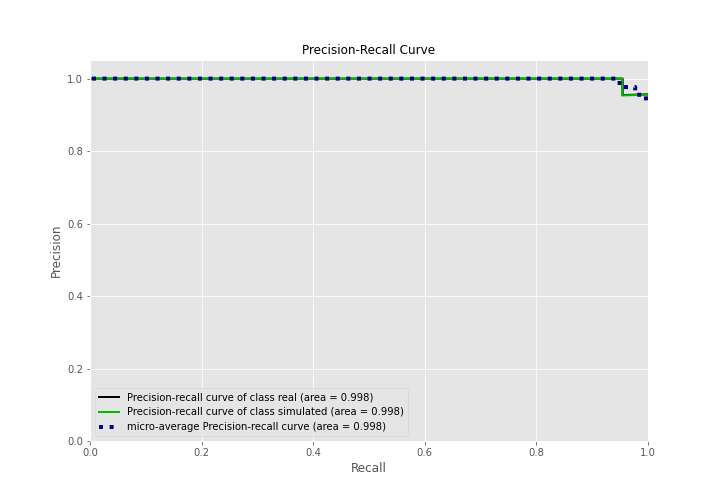 Precision-Recall Curve
1.0
0.8
0.6
0.4
0.2
0.0
Precision
Precision-recall curve of class real (area = 0.998)
Precision-recall curve of class simulated (area = 0.998)
micro-average Precision-recall curve (area = 0.998)
0.0 0.2 0.4 0.6 0.8 1.0
Recall